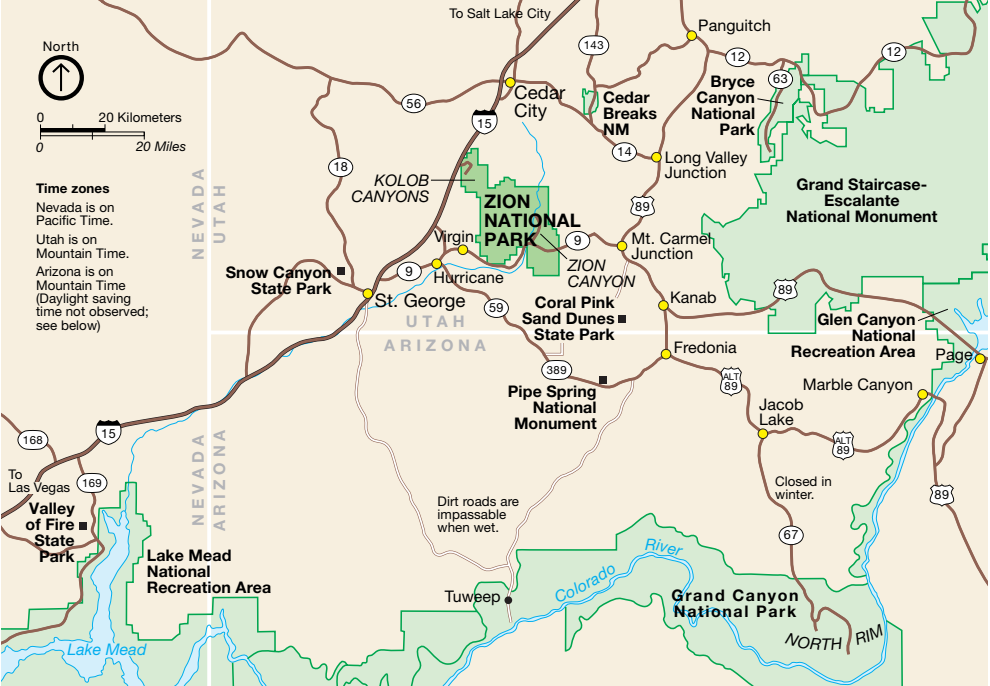 To Salt Lake City
North
0 20 Kilometers
0 20 Miles
Time zones
Nevada is on
Pacific Time.
Utah is on
Mountain Time.
Arizona is on
Mountain Time
(Daylight saving
time not observed;
see below)
NEVADA
UTAH
143
Panguitch
12
12
63
Bryce
Canyon
National
Park
56
Cedar
City
15
Cedar
Breaks
NM
14
Long Valley
Junction
18
KOLOB
CANYONS
ZION
NATIONAL
PARK
Grand Staircase-
Escalante
National Monument
89
Virgin
9
Mt. Carmel
Junction
ZION
CANYON
Snow Canyon
State Park
9
Hurricane
St. George
59
Coral Pink
Sand Dunes
State Park
Kanab
89
Glen Canyon
National
Recreation Area
UTAH
ARIZONA
Fredonia
Page
389
ALT
89
Pipe Spring
National
Monument
Marble Canyon
Jacob
Lake
ALT
89
168
15
NEVADA
ARIZONA
To
Las Vegas
169
Valley
of Fire
State
Park
Closed in
winter.
89
Dirt roads are
impassable
when wet.
67
Lake Mead
National
Recreation Area
Colorado
River
Tuweep
Grand Canyon
National Park
NORTH RIM
Lake Mead